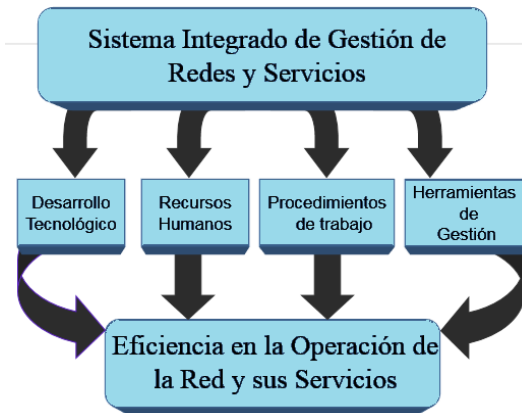 Sistema Integrado de Gestión de
Redes y Servicios
Desarrollo
Tecnológico
Recursos
Humanos
Procedimientos
de trabajo
Herramientas
de
Gestión
Eficiencia en la Operación de
la Red y sus Servicios